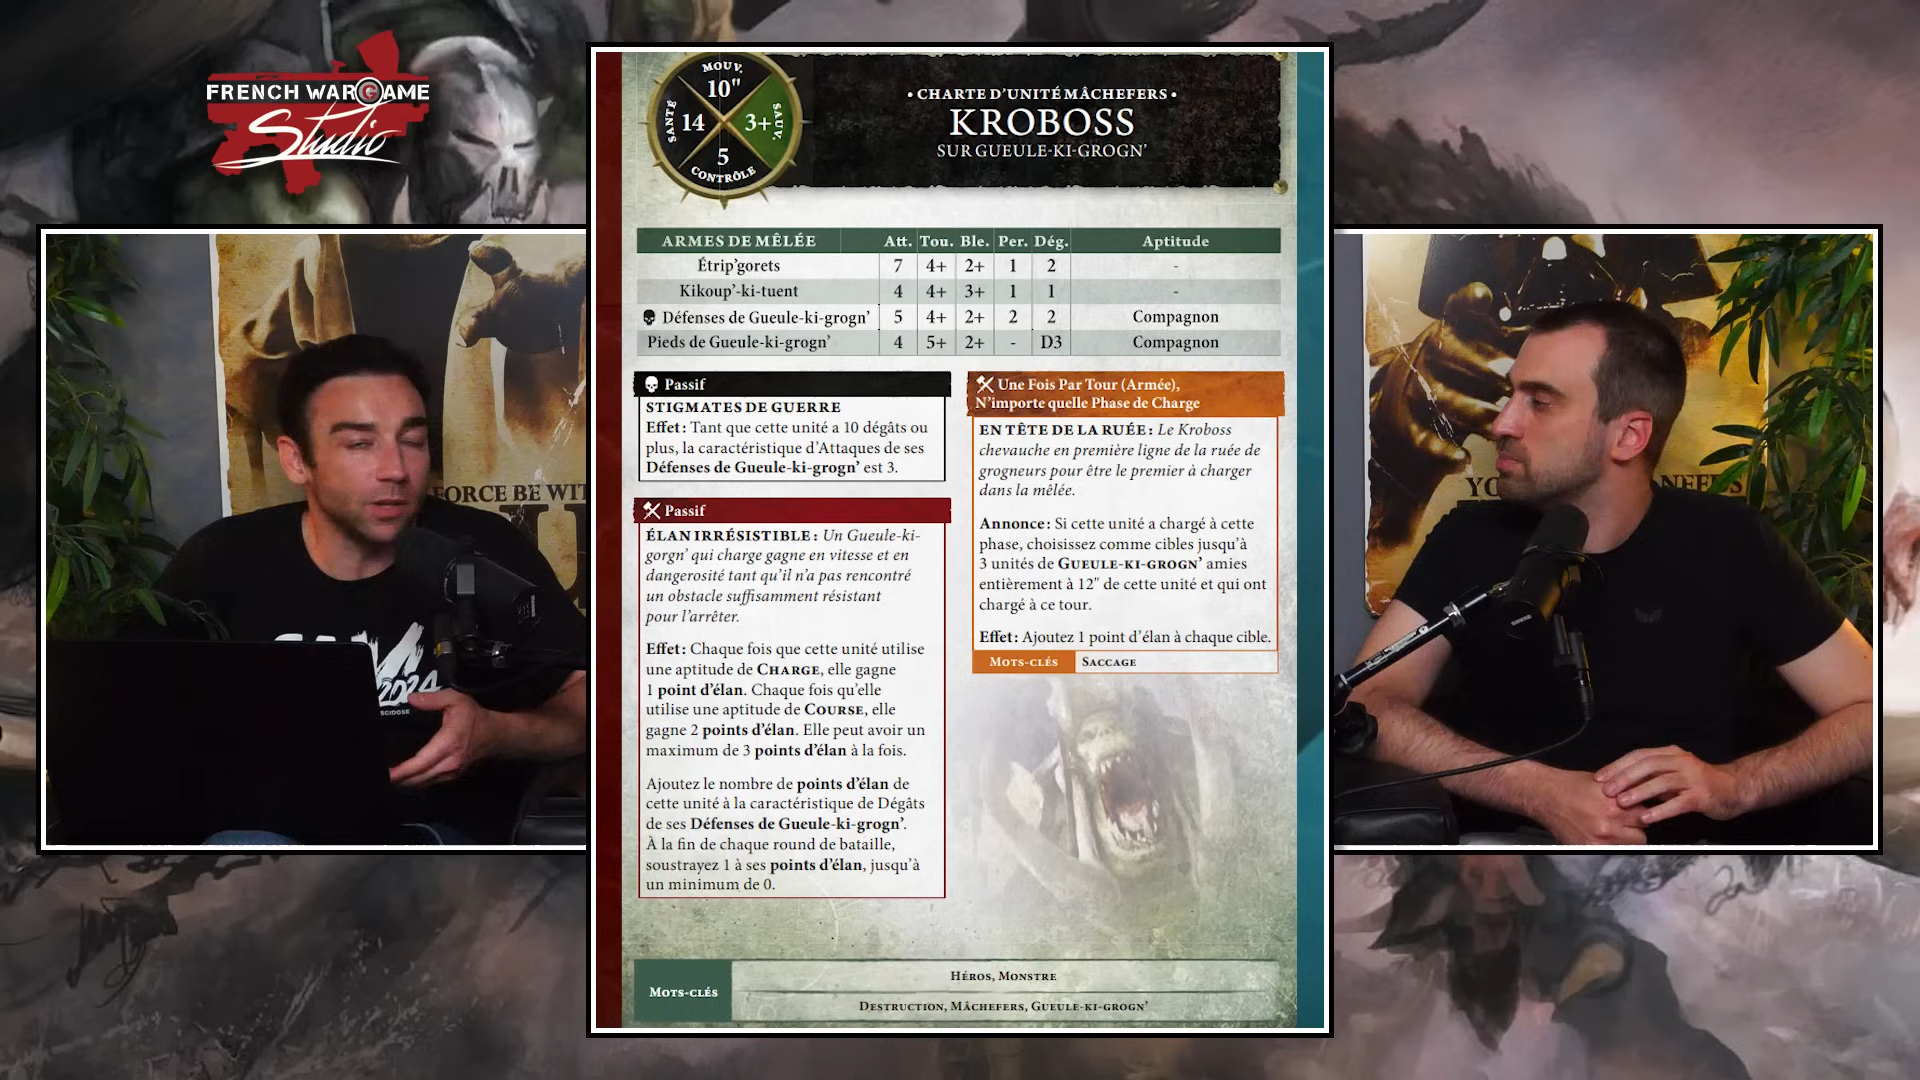 FRENCH WARGAME
Studio
MOUV.
10"
SANTÉ
14
3+
SAUV.
5
CONTRÔLE
• CHARTE D'UNITÉ MÂCHEFERS •
KROBOSS
SUR GUEULE-KI-GROGN'
ARMES DE MÊLÉE Att. Tou. Ble. Per. Dég. Aptitude
Étrip'gorets 7 4+ 2+ 1 2 -
Kikoup'-ki-tuent 4 4+ 3+ 1 1 -
Défenses de Gueule-ki-grogn' 5 4+ 2+ 2 2 Compagnon
Pieds de Gueule-ki-grogn' 4 5+ 2+ - D3 Compagnon
Passif
STIGMATES DE GUERRE
Effet : Tant que cette unité a 10 dégâts ou
plus, la caractéristique d'Attaques de ses
Défenses de Gueule-ki-grogn' est 3.
Passif
ÉLAN IRRÉSISTIBLE : Un Gueule-ki-
gorgn' qui charge gagne en vitesse et en
dangerosité tant qu'il n'a pas rencontré
un obstacle suffisamment résistant
pour l'arrêter.
Effet : Chaque fois que cette unité utilise
une aptitude de CHARGE, elle gagne
1 point d'élan. Chaque fois qu'elle
utilise une aptitude de COURSE, elle
gagne 2 points d'élan. Elle peut avoir un
maximum de 3 points d'élan à la fois.
Ajoutez le nombre de points d'élan de
cette unité à la caractéristique de Dégâts
de ses Défenses de Gueule-ki-grogn'.
À la fin de chaque round de bataille,
soustrayez 1 à ses points d'élan, jusqu'à
un minimum de 0.
Une Fois Par Tour (Armée),
N'importe quelle Phase de Charge
EN TÊTE DE LA RUÉE : Le Kroboss
chevauche en première ligne de la ruée de
grogneurs pour être le premier à charger
dans la mêlée.
Annonce : Si cette unité a chargé à cette
phase, choisissez comme cibles jusqu'à
3 unités de GUEULE-KI-GROGN' amies
entièrement à 12" de cette unité et qui ont
chargé à ce tour.
Effet : Ajoutez 1 point d'élan à chaque cible.
MOTS-CLÉS SACCAGE
MOTS-CLÉS
HÉROS, MONSTRE
DESTRUCTION, MÂCHEFERS, GUEULE-KI-GROGN'
FORCE BE WIT
2024
SCIDOSE
NEEDS